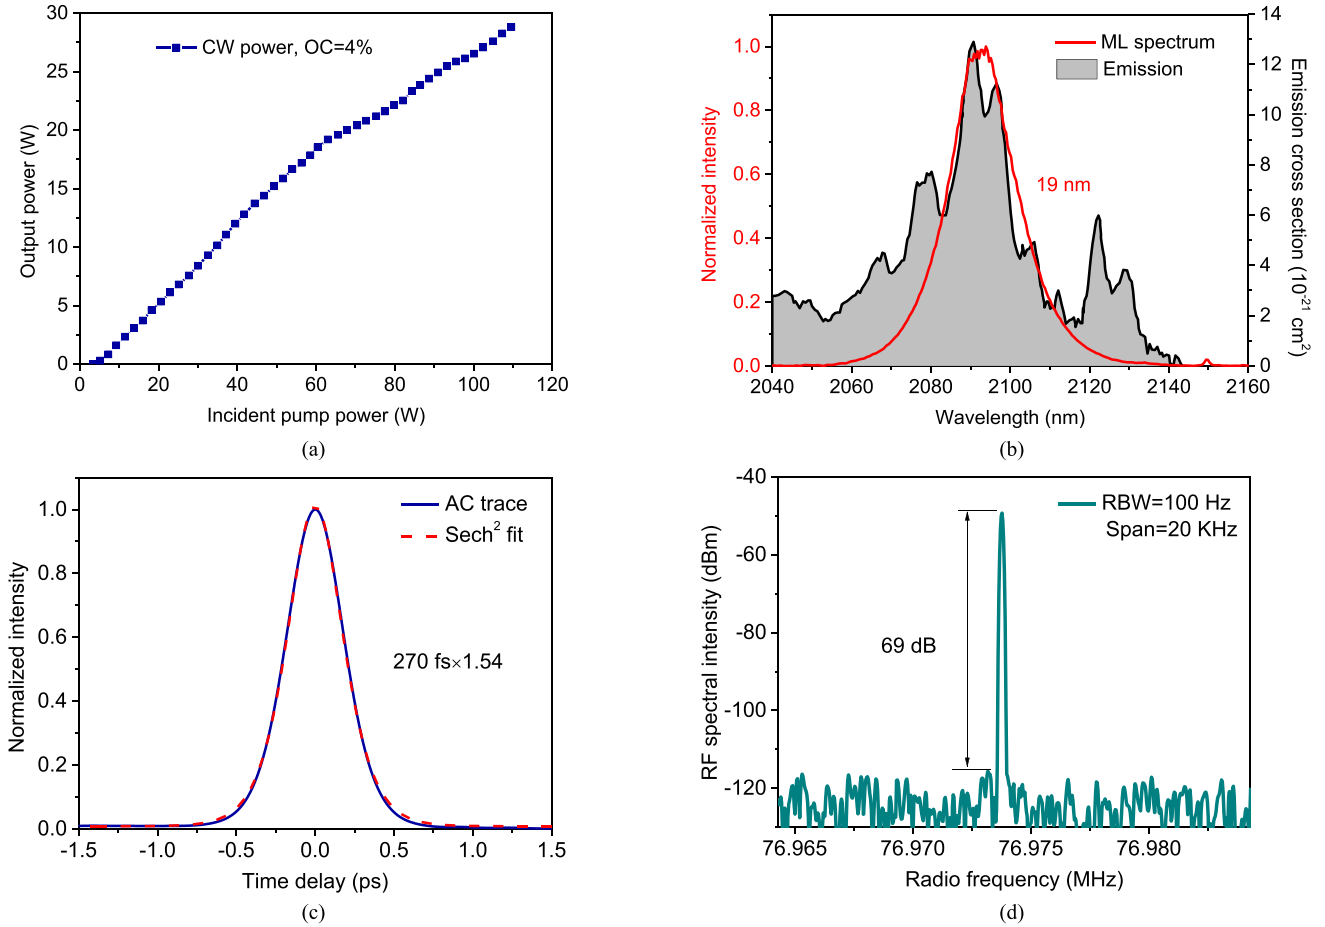 30
25
20
15
10
5
0
Output power (W)
CW power, OC=4%
0 20 40 60 80 100 120
Incident pump power (W)
(a)
1.0
0.8
0.6
0.4
0.2
0.0
Normalized intensity
ML spectrum
Emission
19 nm
14
12
10
8
6
4
2
0
Emission cross section (10⁻²¹ cm²)
2040 2060 2080 2100 2120 2140 2160
Wavelength (nm)
(b)
1.0
0.8
0.6
0.4
0.2
0.0
Normalized intensity
AC trace
Sech² fit
270 fs×1.54
-1.5 -1.0 -0.5 0.0 0.5 1.0 1.5
Time delay (ps)
(c)
-40
-60
-80
-100
-120
RF spectral intensity (dBm)
RBW=100 Hz
Span=20 KHz
69 dB
76.965 76.970 76.975 76.980
Radio frequency (MHz)
(d)